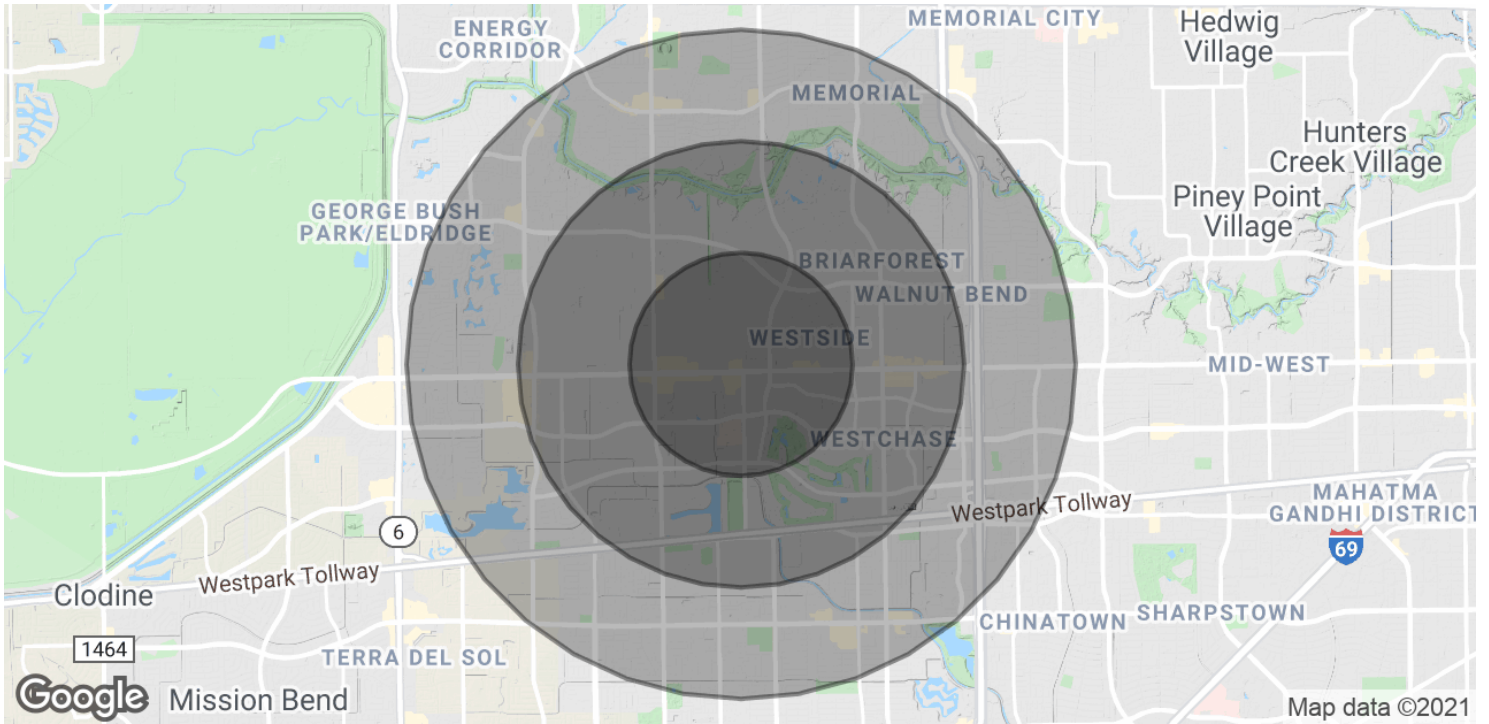 MEMORIAL CITY
Hedwig
Village
ENERGY
CORRIDOR
MEMORIAL
Hunters
Creek Village
Piney Point
Village
GEORGE BUSH
PARK/ELDRIDGE
BRIARFOREST
WALNUT BEND
WESTSIDE
MID-WEST
WESTCHASE
Westpark Tollway
MAHATMA
GANDHI DISTRICT
6
69
Westpark Tollway
Clodine
CHINATOWN
SHARPSTOWN
1464
TERRA DEL SOL
Google
Mission Bend
Map data ©2021